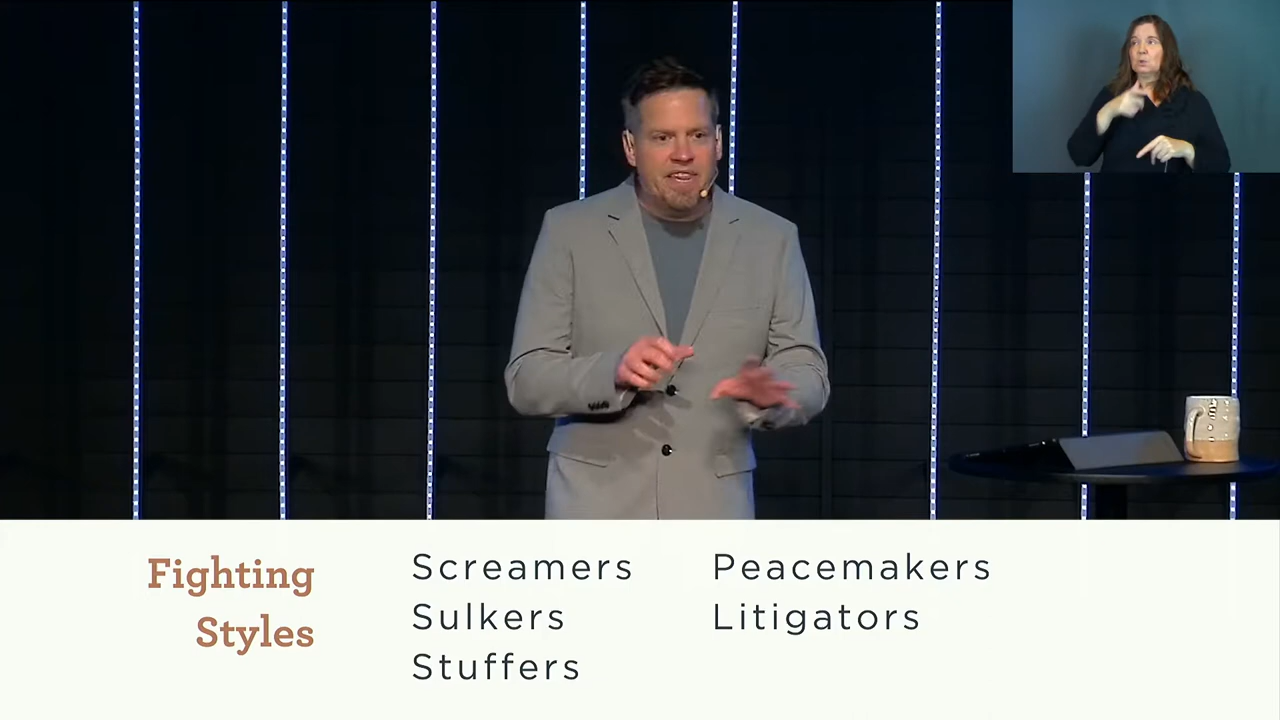 Fighting
Styles
Screamers
Sulkers
Stuffers
Peacemakers
Litigators